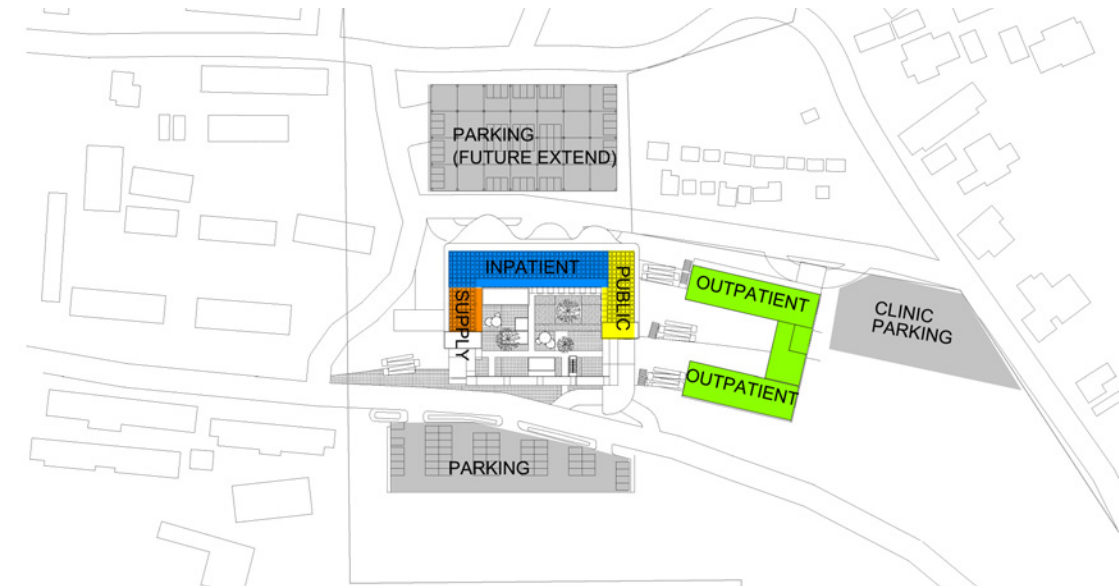 PARKING
(FUTURE EXTEND)
INPATIENT
PUBLIC
SUPPLY
OUTPATIENT
CLINIC
PARKING
OUTPATIENT
PARKING